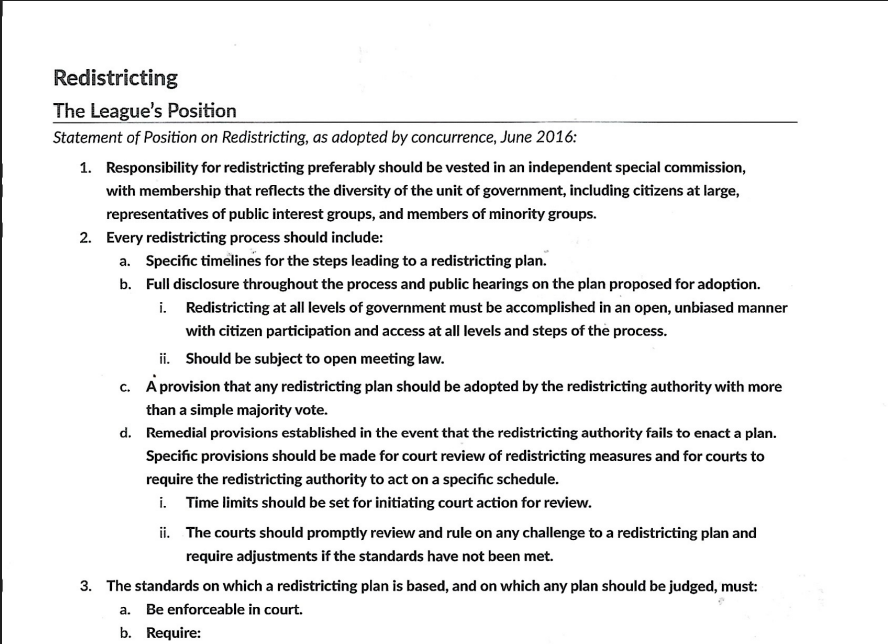 Redistricting
The League's Position
Statement of Position on Redistricting, as adopted by concurrence, June 2016:
1. Responsibility for redistricting preferably should be vested in an independent special commission,
with membership that reflects the diversity of the unit of government, including citizens at large,
representatives of public interest groups, and members of minority groups.
2. Every redistricting process should include:
a. Specific timelines for the steps leading to a redistricting plan.
b. Full disclosure throughout the process and public hearings on the plan proposed for adoption.
i. Redistricting at all levels of government must be accomplished in an open, unbiased manner
with citizen participation and access at all levels and steps of the process.
ii. Should be subject to open meeting law.
c. A provision that any redistricting plan should be adopted by the redistricting authority with more
than a simple majority vote.
d. Remedial provisions established in the event that the redistricting authority fails to enact a plan.
Specific provisions should be made for court review of redistricting measures and for courts to
require the redistricting authority to act on a specific schedule.
i. Time limits should be set for initiating court action for review.
ii. The courts should promptly review and rule on any challenge to a redistricting plan and
require adjustments if the standards have not been met.
3. The standards on which a redistricting plan is based, and on which any plan should be judged, must:
a. Be enforceable in court.
b. Require: